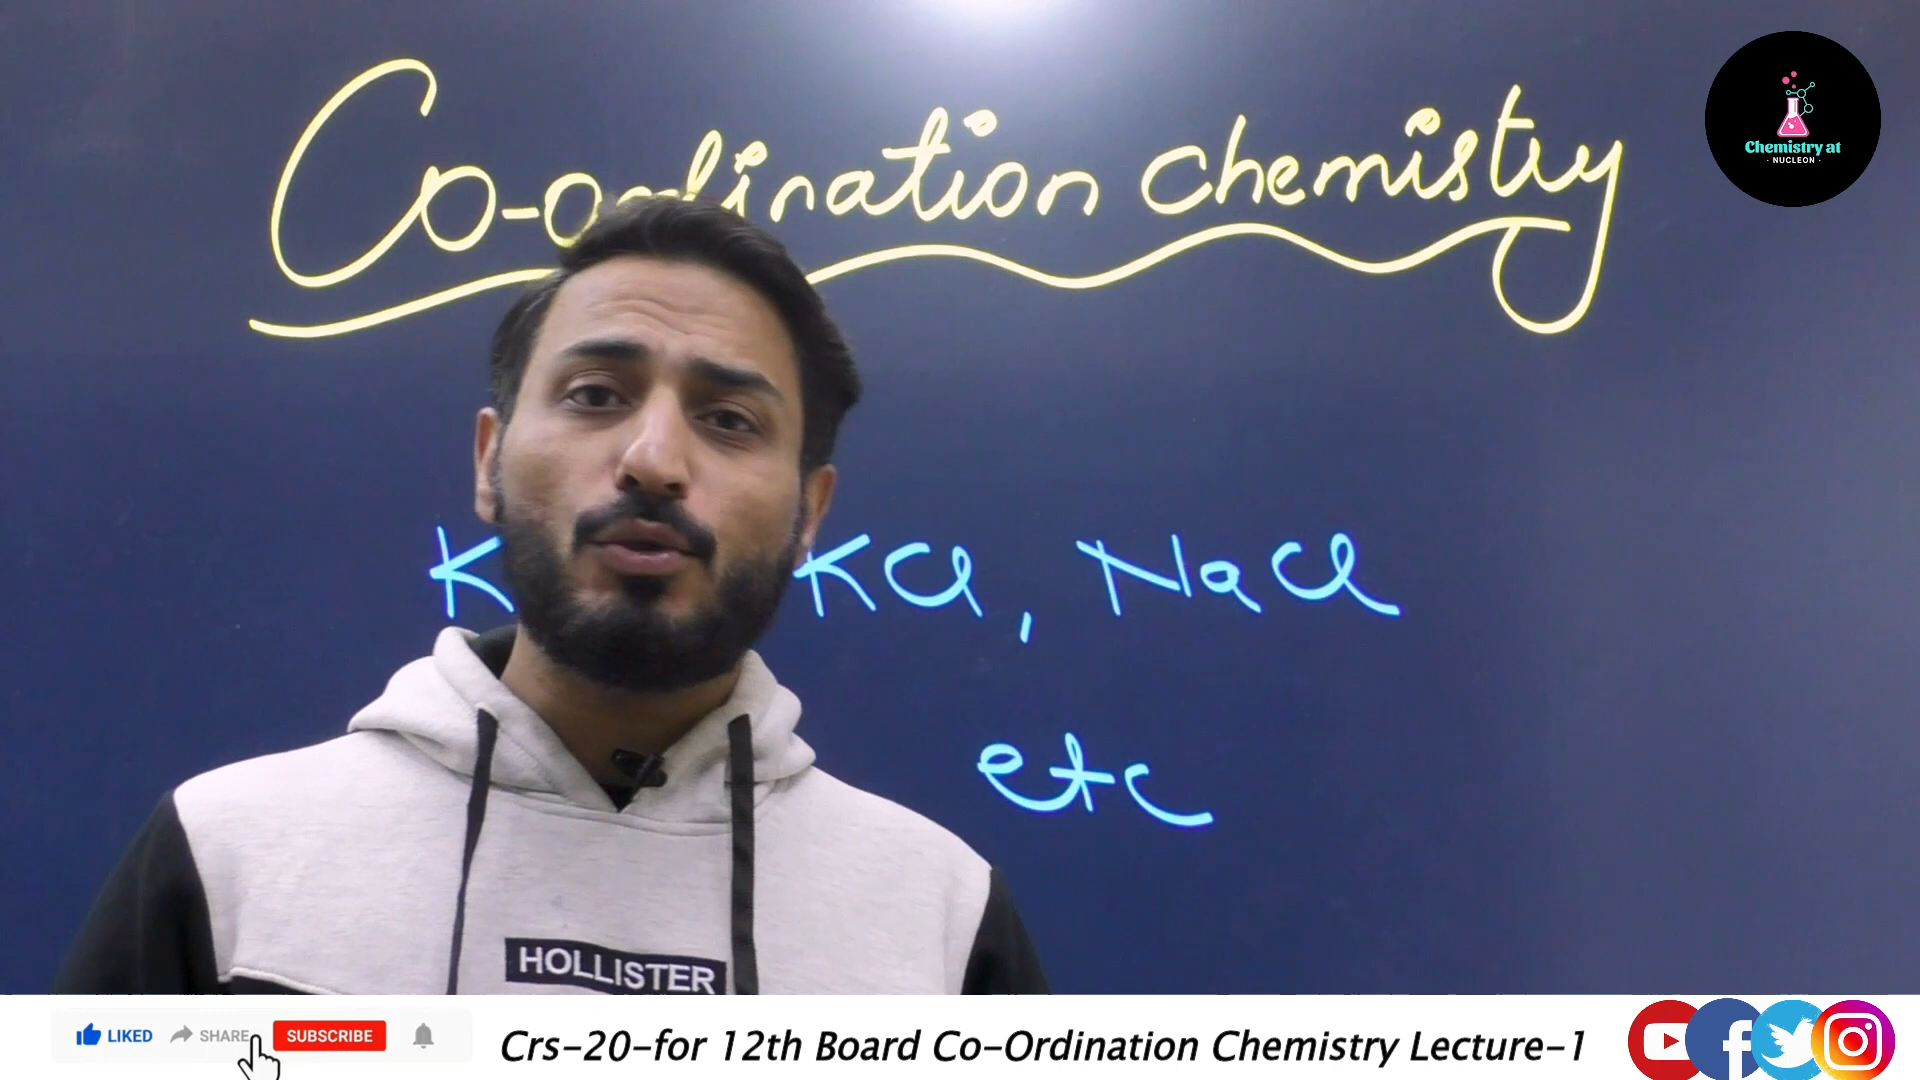 Co-ordination chemistry
Chemistry at
· NUCLEON ·
K KCl, NaCl
etc
HOLLISTER
LIKED SHARE SUBSCRIBE
Crs-20-for 12th Board Co-Ordination Chemistry Lecture-1